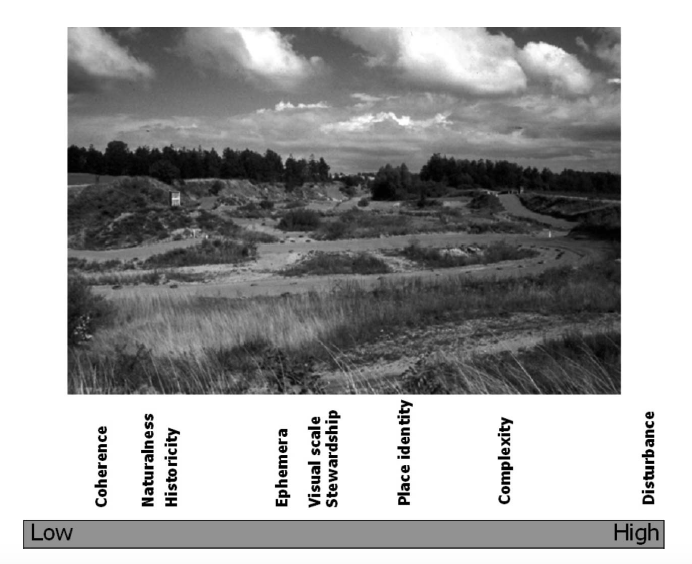 Coherence
Naturalness
Historicity
Ephemera
Visual scale
Stewardship
Place identity
Complexity
Disturbance
Low
High